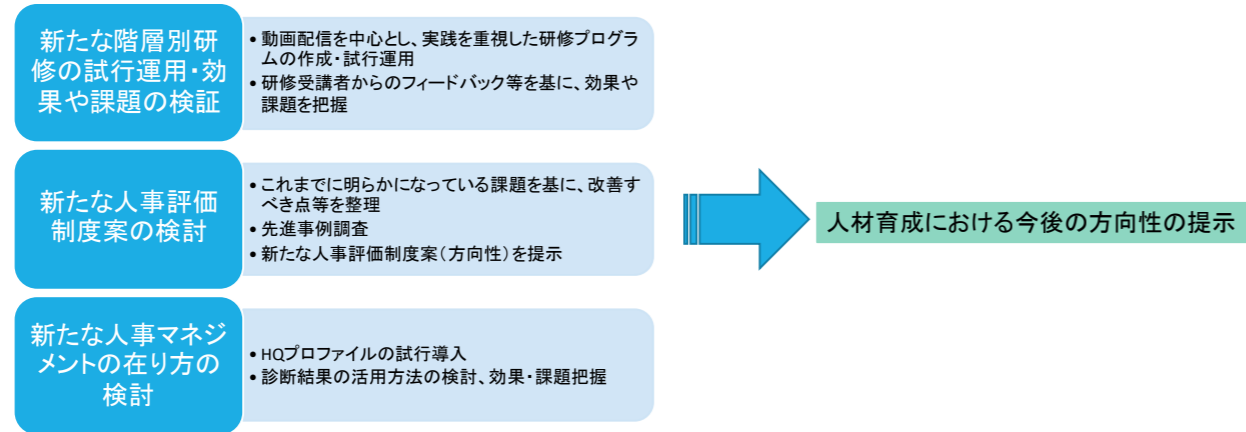 新たな階層別研
修の試行運用・効
果や課題の検証
•動画配信を中心とし、実践を重視した研修プログラ
ムの作成・試行運用
•研修受講者からのフィードバック等を基に、効果や
課題を把握
新たな人事評価
制度案の検討
•これまでに明らかになっている課題を基に、改善す
べき点等を整理
•先進事例調査
•新たな人事評価制度案（方向性）を提示
新たな人事マネジ
メントの在り方の
検討
•HQプロファイルの試行導入
•診断結果の活用方法の検討、効果・課題把握
人材育成における今後の方向性の提示